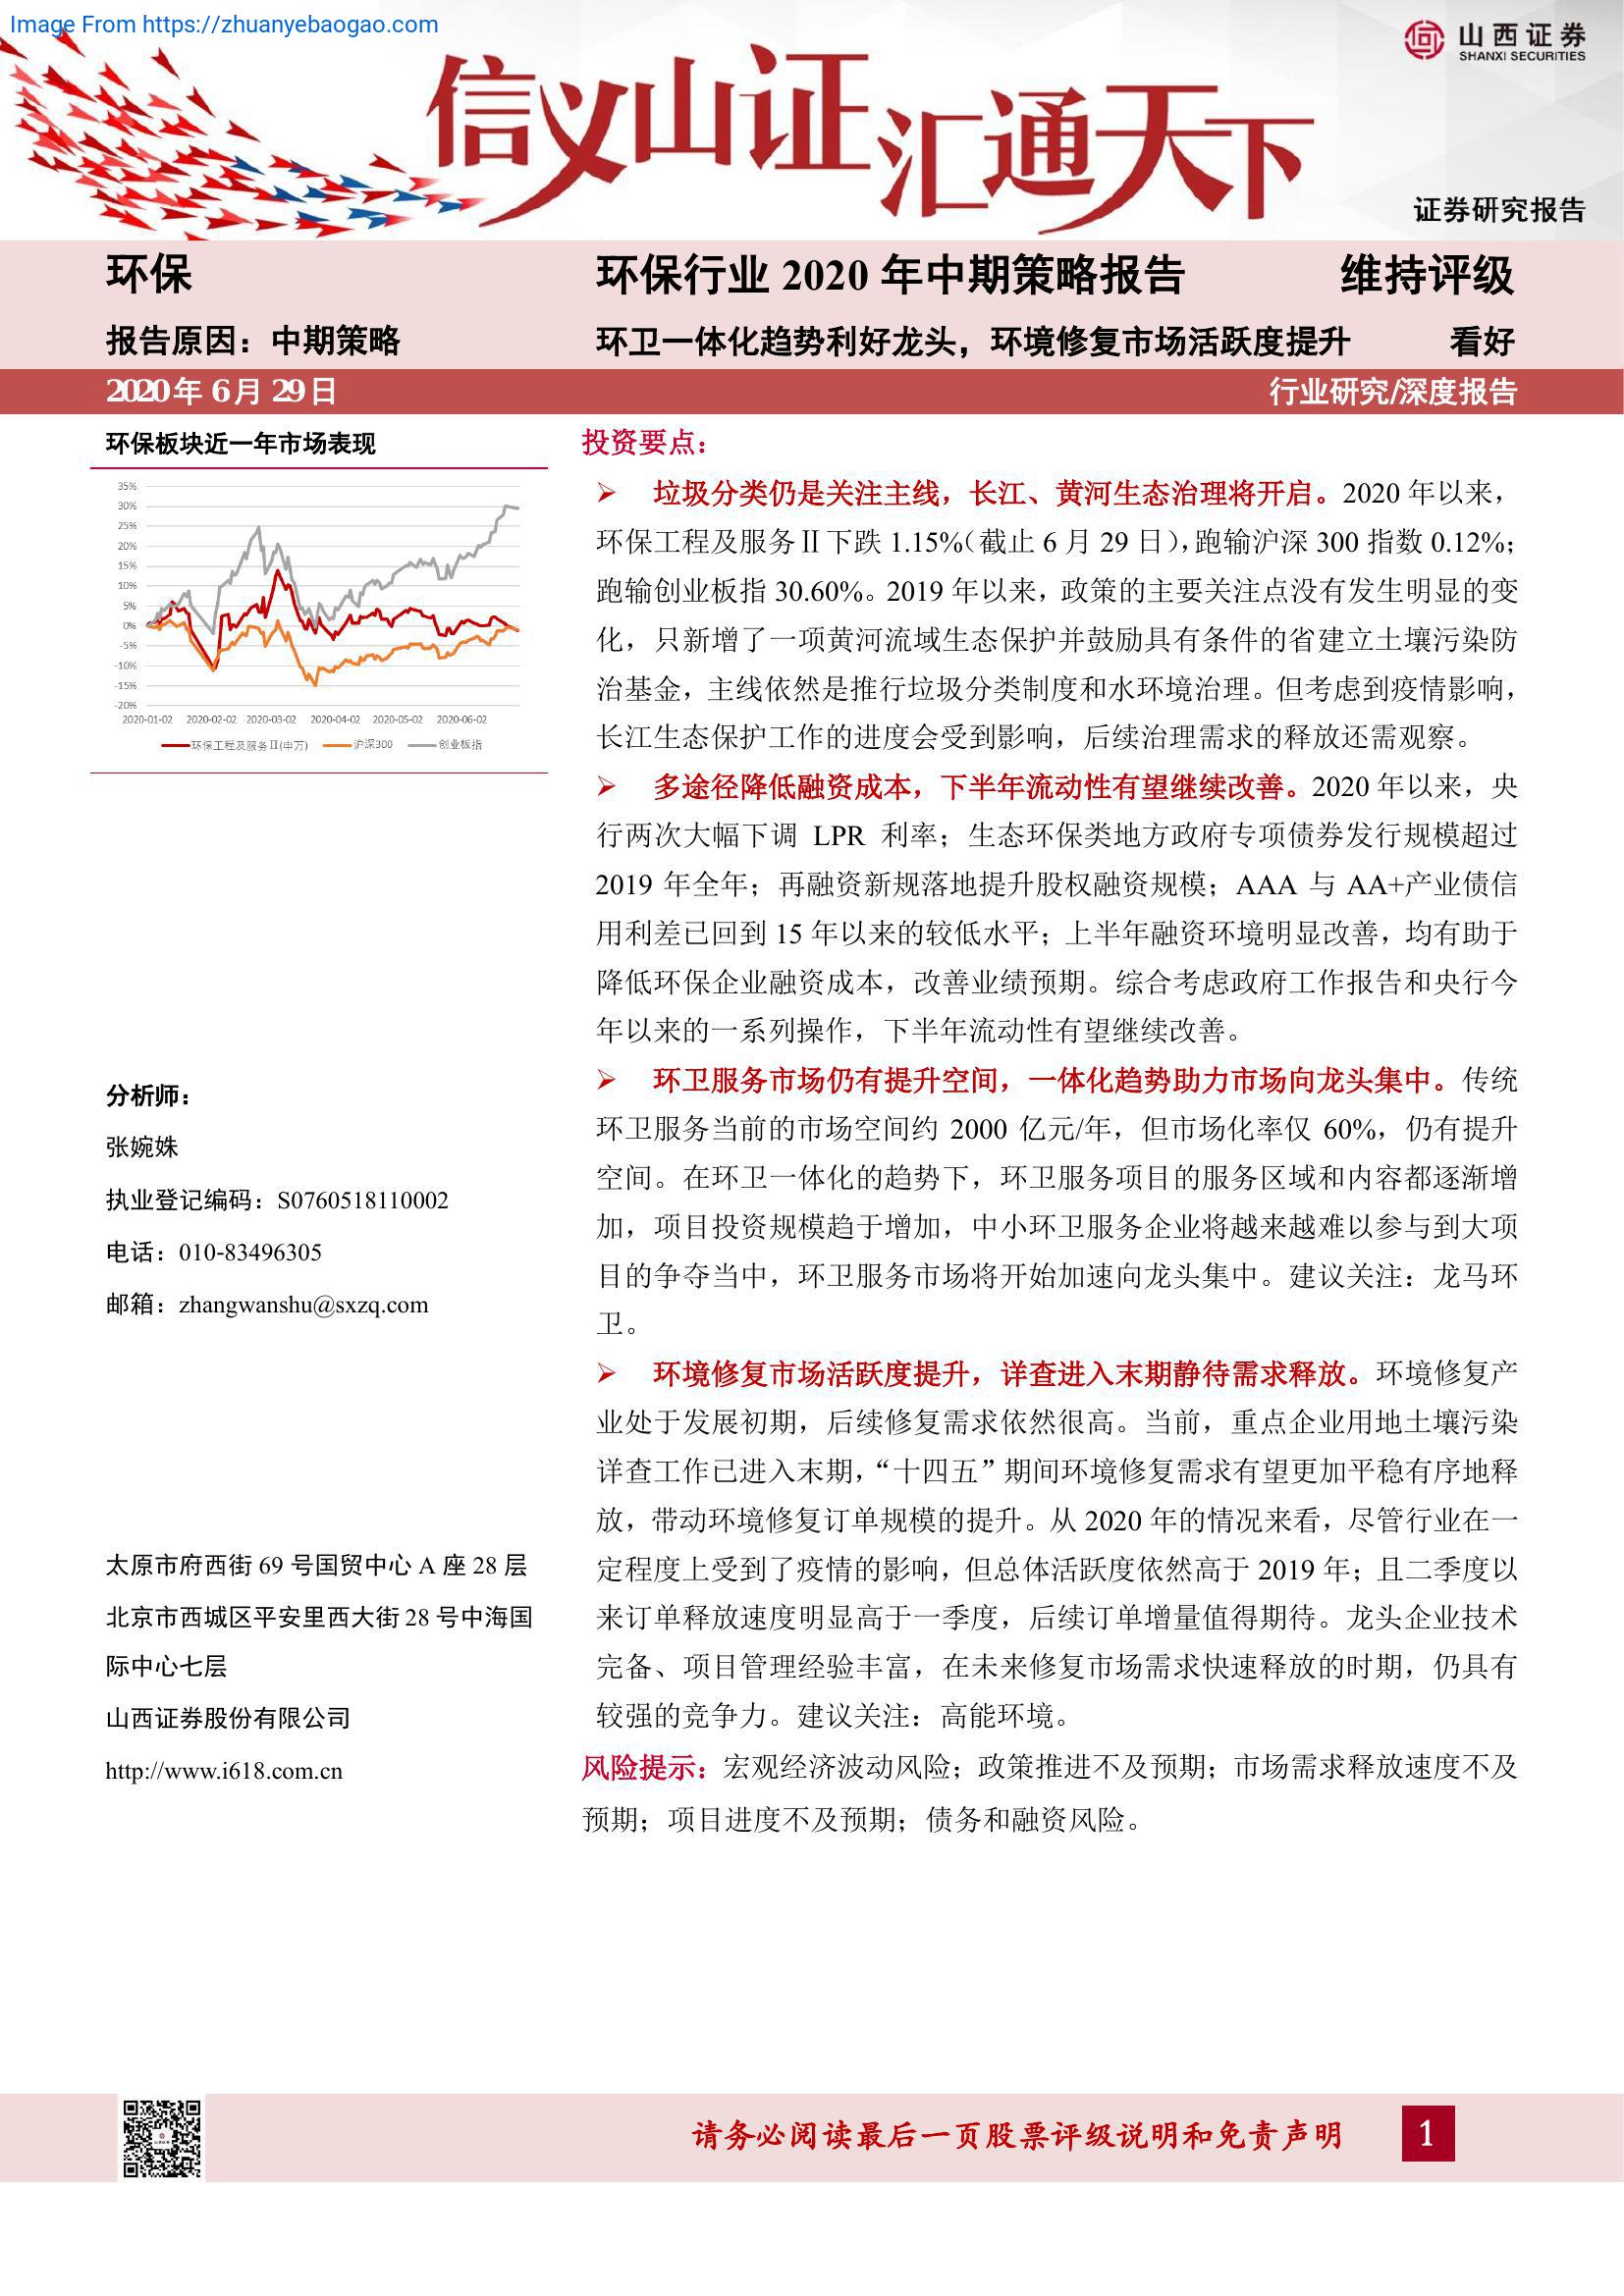 Image From https://zhuanyebaogao.com
山西证券
SHANXI SECURITIES
信义山证汇通天下
证券研究报告
环保
环保行业 2020 年中期策略报告
维持评级
报告原因：中期策略
环卫一体化趋势利好龙头，环境修复市场活跃度提升
看好
2020 年 6 月 29 日
行业研究/深度报告
环保板块近一年市场表现
35%
30%
25%
20%
15%
10%
5%
0%
-5%
-10%
-15%
-20%
2020-01-02 2020-02-02 2020-03-02 2020-04-02 2020-05-02 2020-06-02
环保工程及服务Ⅱ(申万) 沪深300 创业板指
分析师：
张婉姝
执业登记编码：S0760518110002
电话：010-83496305
邮箱：zhangwanshu@sxzq.com
太原市府西街 69 号国贸中心 A 座 28 层
北京市西城区平安里西大街 28 号中海国
际中心七层
山西证券股份有限公司
http://www.i618.com.cn
投资要点：
➢ 垃圾分类仍是关注主线，长江、黄河生态治理将开启。2020 年以来，
环保工程及服务Ⅱ下跌 1.15%（截止 6 月 29 日），跑输沪深 300 指数 0.12%；
跑输创业板指 30.60%。2019 年以来，政策的主要关注点没有发生明显的变
化，只新增了一项黄河流域生态保护并鼓励具有条件的省建立土壤污染防
治基金，主线依然是推行垃圾分类制度和水环境治理。但考虑到疫情影响，
长江生态保护工作的进度会受到影响，后续治理需求的释放还需观察。
➢ 多途径降低融资成本，下半年流动性有望继续改善。2020 年以来，央
行两次大幅下调 LPR 利率；生态环保类地方政府专项债券发行规模超过
2019 年全年；再融资新规落地提升股权融资规模；AAA 与 AA+产业债信
用利差已回到 15 年以来的较低水平；上半年融资环境明显改善，均有助于
降低环保企业融资成本，改善业绩预期。综合考虑政府工作报告和央行今
年以来的一系列操作，下半年流动性有望继续改善。
➢ 环卫服务市场仍有提升空间，一体化趋势助力市场向龙头集中。传统
环卫服务当前的市场空间约 2000 亿元/年，但市场化率仅 60%，仍有提升
空间。在环卫一体化的趋势下，环卫服务项目的服务区域和内容都逐渐增
加，项目投资规模趋于增加，中小环卫服务企业将越来越难以参与到大项
目的争夺当中，环卫服务市场将开始加速向龙头集中。建议关注：龙马环
卫。
➢ 环境修复市场活跃度提升，详查进入末期静待需求释放。环境修复产
业处于发展初期，后续修复需求依然很高。当前，重点企业用地土壤污染
详查工作已进入末期，“十四五”期间环境修复需求有望更加平稳有序地释
放，带动环境修复订单规模的提升。从 2020 年的情况来看，尽管行业在一
定程度上受到了疫情的影响，但总体活跃度依然高于 2019 年；且二季度以
来订单释放速度明显高于一季度，后续订单增量值得期待。龙头企业技术
完备、项目管理经验丰富，在未来修复市场需求快速释放的时期，仍具有
较强的竞争力。建议关注：高能环境。
风险提示：宏观经济波动风险；政策推进不及预期；市场需求释放速度不及
预期；项目进度不及预期；债务和融资风险。
请务必阅读最后一页股票评级说明和免责声明
1